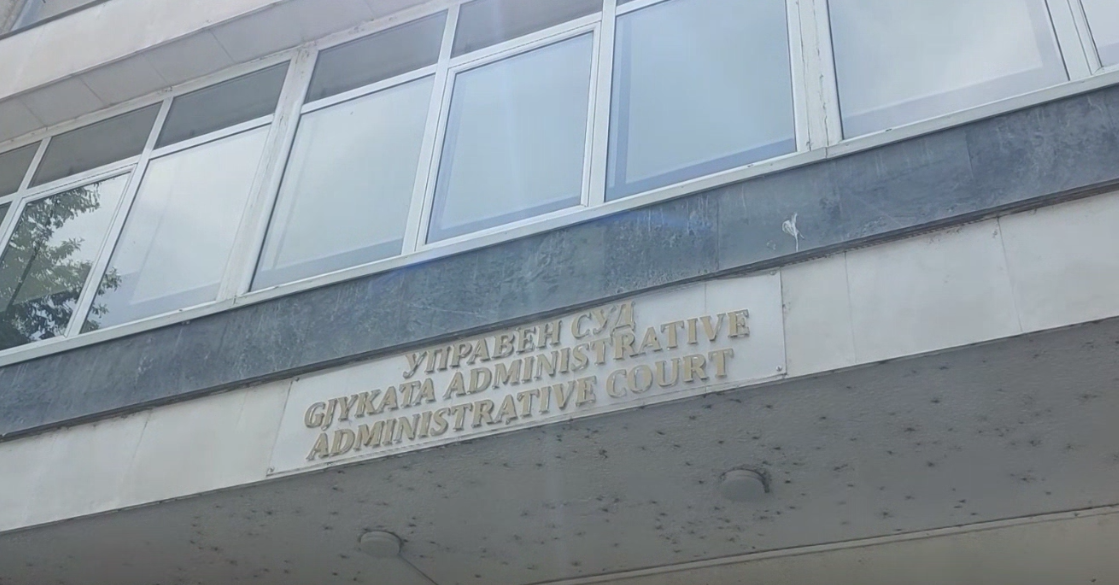 УПРАВЕН СУД
GJYKATA ADMINISTRATIVE
ADMINISTRATIVE COURT